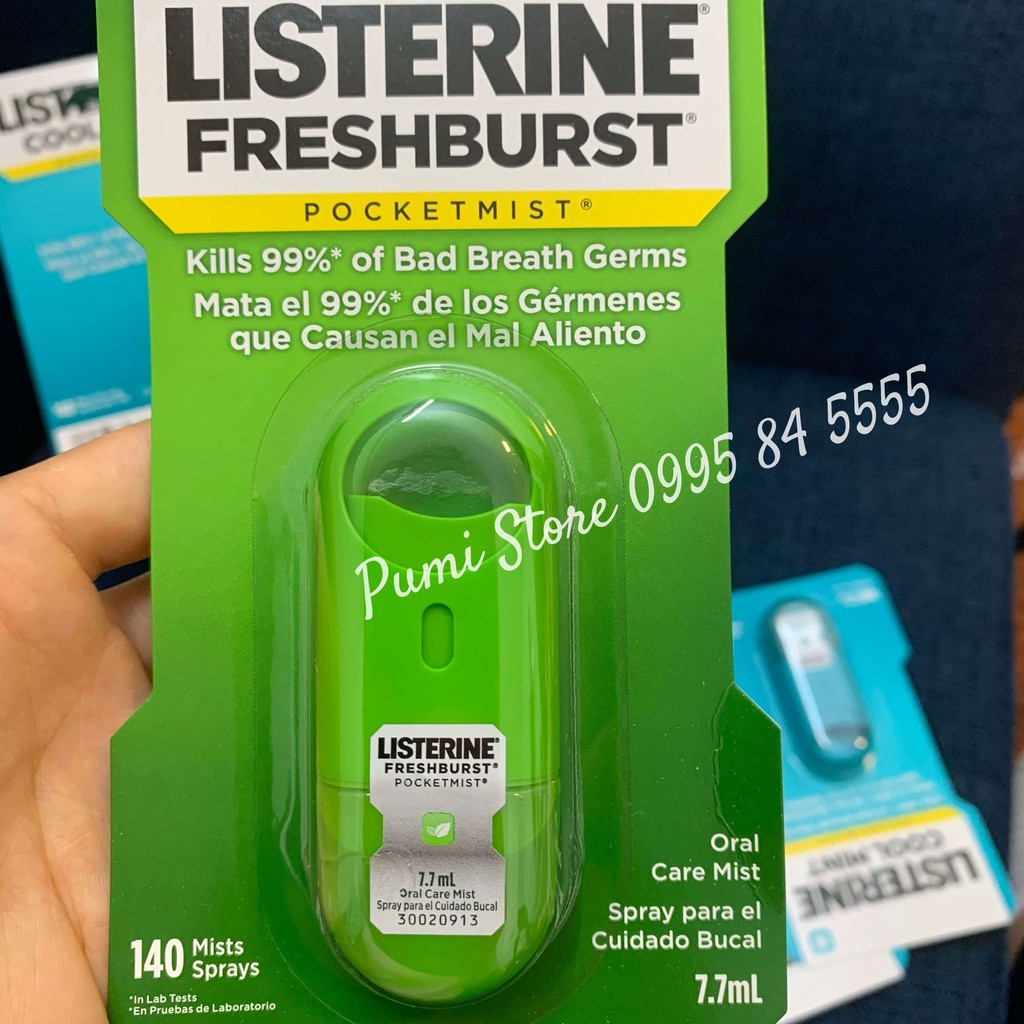 LISTERINE®
FRESHBURST®
POCKETMIST®
Kills 99%* of Bad Breath Germs
Mata el 99%* de los Gérmenes
que Causan el Mal Aliento
Pumi Store 0995 84 5555
LISTERINE®
FRESHBURST®
POCKETMIST®
7.7 mL
Oral Care Mist
Spray para el Cuidado Bucal
30020913
Oral
Care Mist
Spray para el
Cuidado Bucal
7.7mL
140 Mists
Sprays
*In Lab Tests
*En Pruebas de Laboratorio
LIST
COOL
LISTERINE
COOL MINT